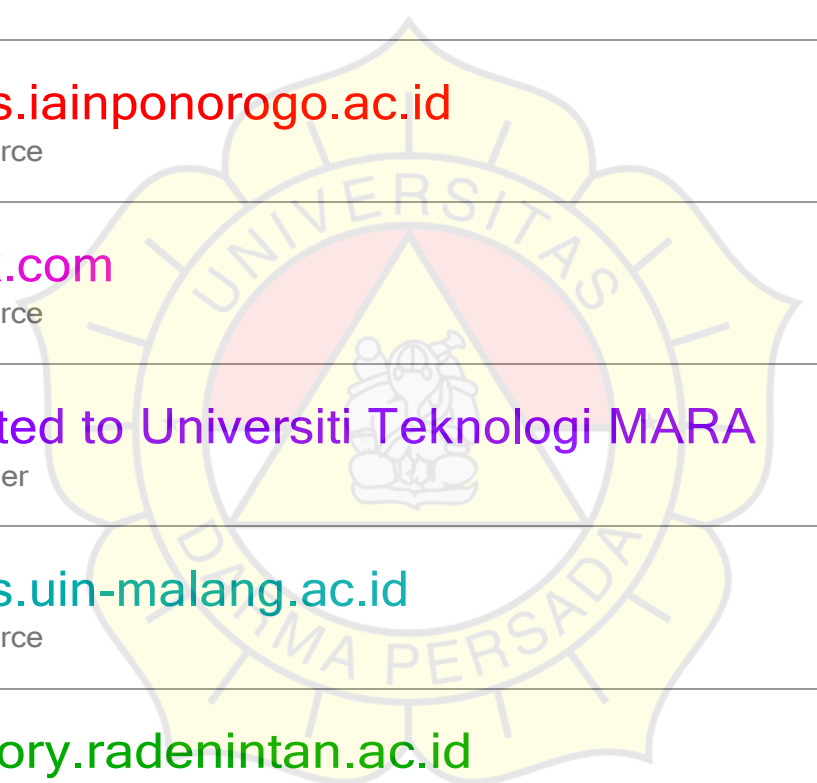 s.iainponorogo.ac.id
rce
.com
rce
ted to Universiti Teknologi MARA
er
s.uin-malang.ac.id
rce
ory.radenintan.ac.id
UNIVERSITAS
DARMA PERSADA